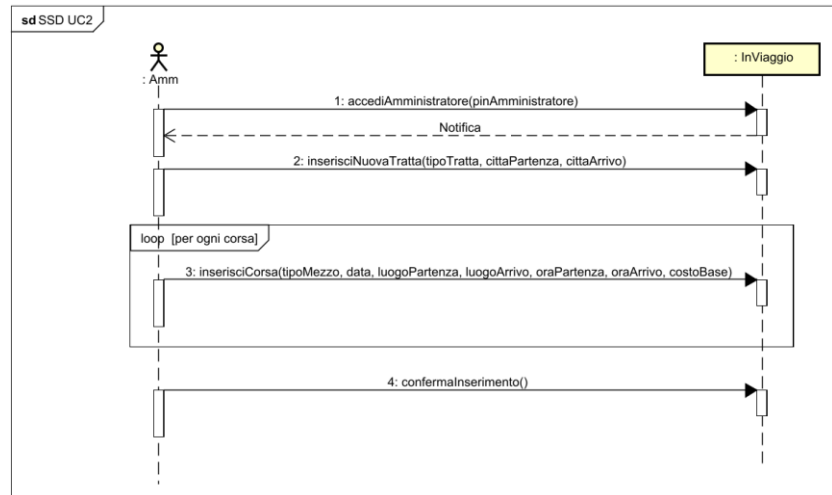 sd SSD UC2
: Amm
: InViaggio
1: accediAmministratore(pinAmministratore)
Notifica
2: inserisciNuovaTratta(tipoTratta, cittaPartenza, cittaArrivo)
loop [per ogni corsa]
3: inserisciCorsa(tipoMezzo, data, luogoPartenza, luogoArrivo, oraPartenza, oraArrivo, costoBase)
4: confermaInserimento()